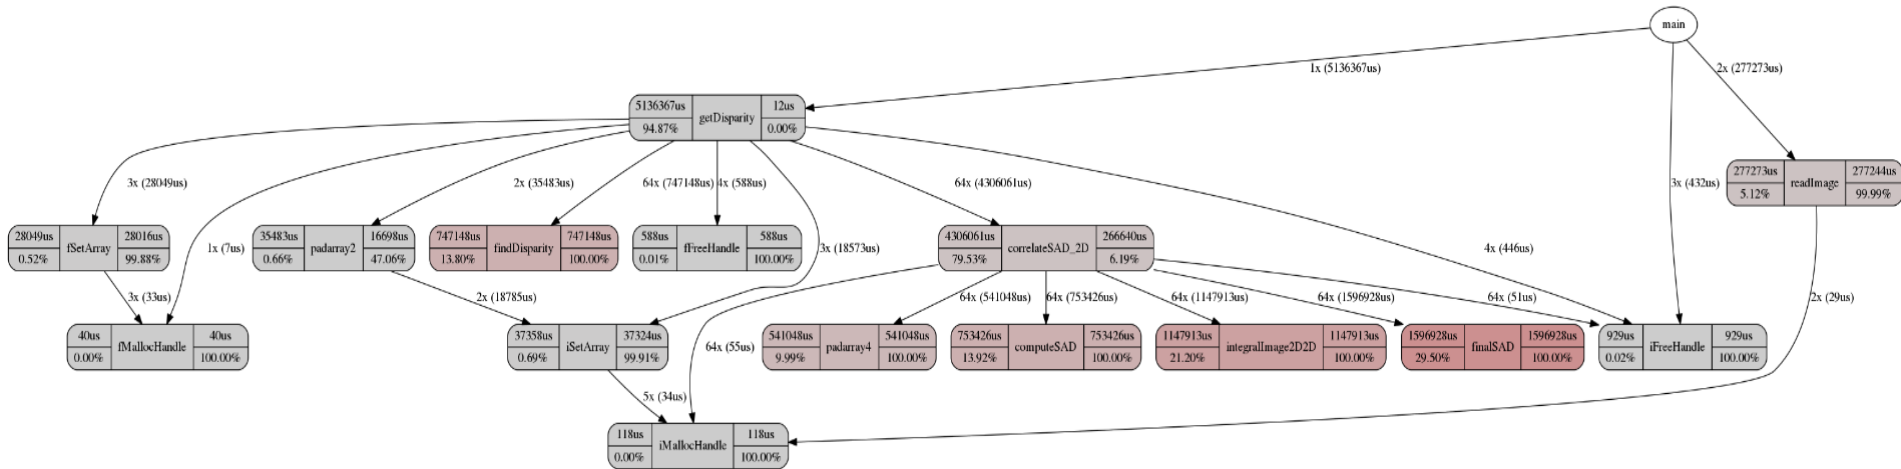 main
1x (5136367us)
2x (277273us)
5136367us getDisparity 12us
94.87% 0.00%
3x (28049us)
2x (35483us)
64x (747148us)
4x (588us)
64x (4306061us)
3x (432us)
277273us readImage 277244us
5.12% 99.99%
28049us fSetArray 28016us
0.52% 99.88%
1x (7us)
35483us padarray2 16698us
0.66% 47.06%
747148us findDisparity 747148us
13.80% 100.00%
588us fFreeHandle 588us
0.01% 100.00%
3x (18573us)
4306061us correlateSAD_2D 266640us
79.53% 6.19%
4x (446us)
3x (33us)
2x (18785us)
64x (541048us)
64x (753426us)
64x (1147913us)
64x (1596928us)
64x (51us)
2x (29us)
40us fMallocHandle 40us
0.00% 100.00%
37358us iSetArray 37324us
0.69% 99.91%
64x (55us)
541048us padarray4 541048us
9.99% 100.00%
753426us computeSAD 753426us
13.92% 100.00%
1147913us integralImage2D2D 1147913us
21.20% 100.00%
1596928us finalSAD 1596928us
29.50% 100.00%
929us iFreeHandle 929us
0.02% 100.00%
5x (34us)
118us iMallocHandle 118us
0.00% 100.00%